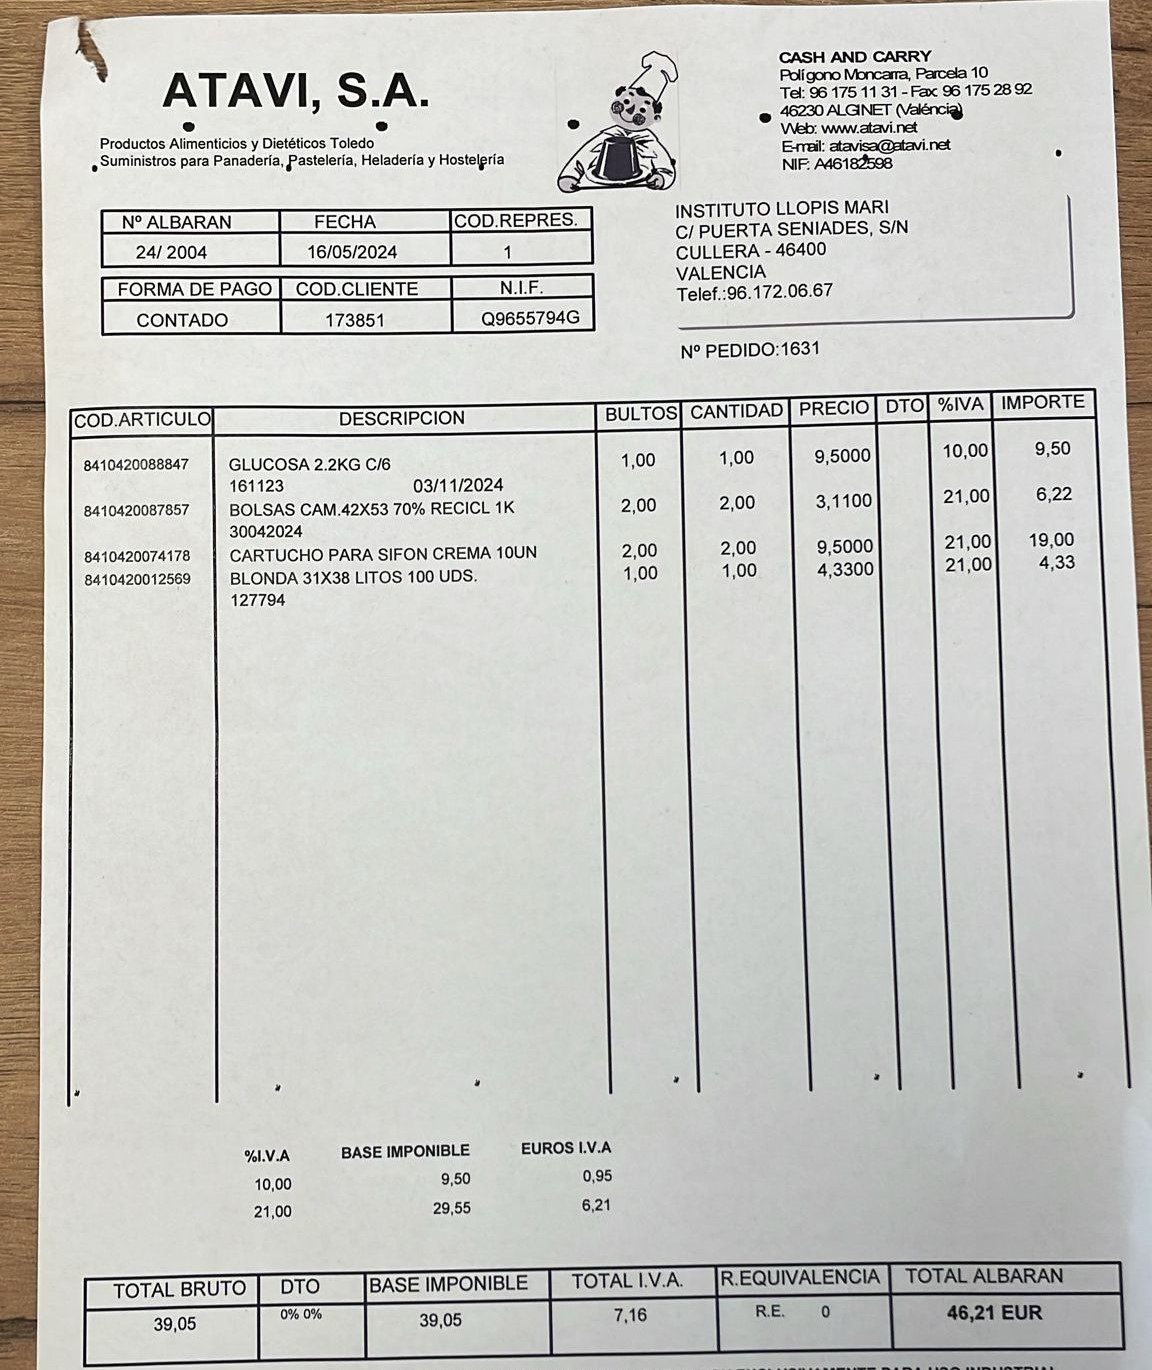 ATAVI, S.A.
Productos Alimenticios y Dietéticos Toledo
Suministros para Panadería, Pastelería, Heladería y Hostelería
CASH AND CARRY
Polígono Moncarra, Parcela 10
Tel: 96 175 11 31 - Fax 96 175 28 92
46230 ALGINET (Valéncia)
Web: www.atavi.net
E-mail: atavisa@atavi.net
NIF: A46182598
Nº ALBARAN FECHA COD.REPRES.
24/ 2004 16/05/2024 1
FORMA DE PAGO COD.CLIENTE N.I.F.
CONTADO 173851 Q9655794G
INSTITUTO LLOPIS MARI
C/ PUERTA SENIADES, S/N
CULLERA - 46400
VALENCIA
Telef.:96.172.06.67
Nº PEDIDO:1631
COD.ARTICULO DESCRIPCION BULTOS CANTIDAD PRECIO DTO %IVA IMPORTE
8410420088847 GLUCOSA 2.2KG C/6 1,00 1,00 9,5000 10,00 9,50
161123 03/11/2024
8410420087857 BOLSAS CAM.42X53 70% RECICL 1K 2,00 2,00 3,1100 21,00 6,22
30042024
8410420074178 CARTUCHO PARA SIFON CREMA 10UN 2,00 2,00 9,5000 21,00 19,00
8410420012569 BLONDA 31X38 LITOS 100 UDS. 1,00 1,00 4,3300 21,00 4,33
127794
%I.V.A BASE IMPONIBLE EUROS I.V.A
10,00 9,50 0,95
21,00 29,55 6,21
TOTAL BRUTO DTO BASE IMPONIBLE TOTAL I.V.A. R.EQUIVALENCIA TOTAL ALBARAN
39,05 0% 0% 39,05 7,16 R.E. 0 46,21 EUR
EXCLUSIVAMENTE PARA USO INDUSTRIAL